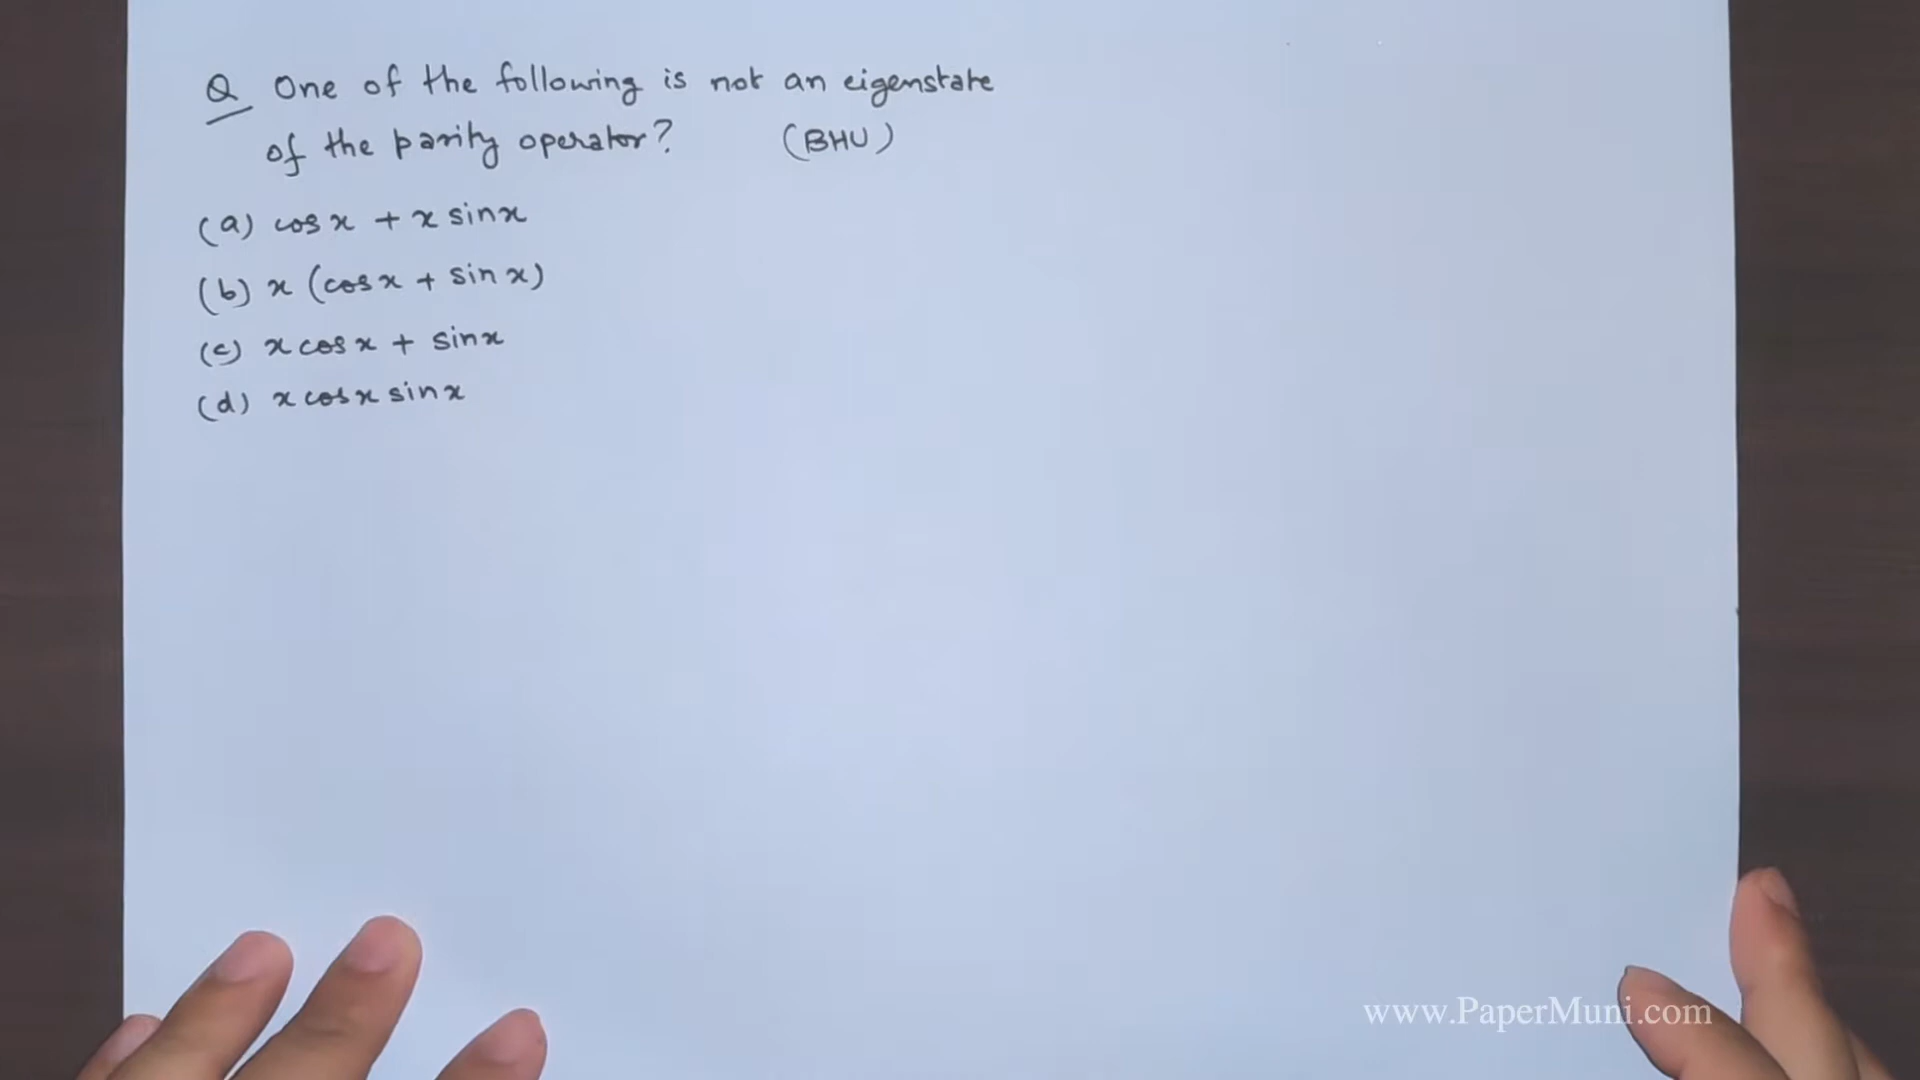 Q One of the following is not an eigenstate
of the parity operator? (BHU)
(a) cos x + x sin x
(b) x (cos x + sin x)
(c) x cos x + sin x
(d) x cos x sin x
www.PaperMuni.com